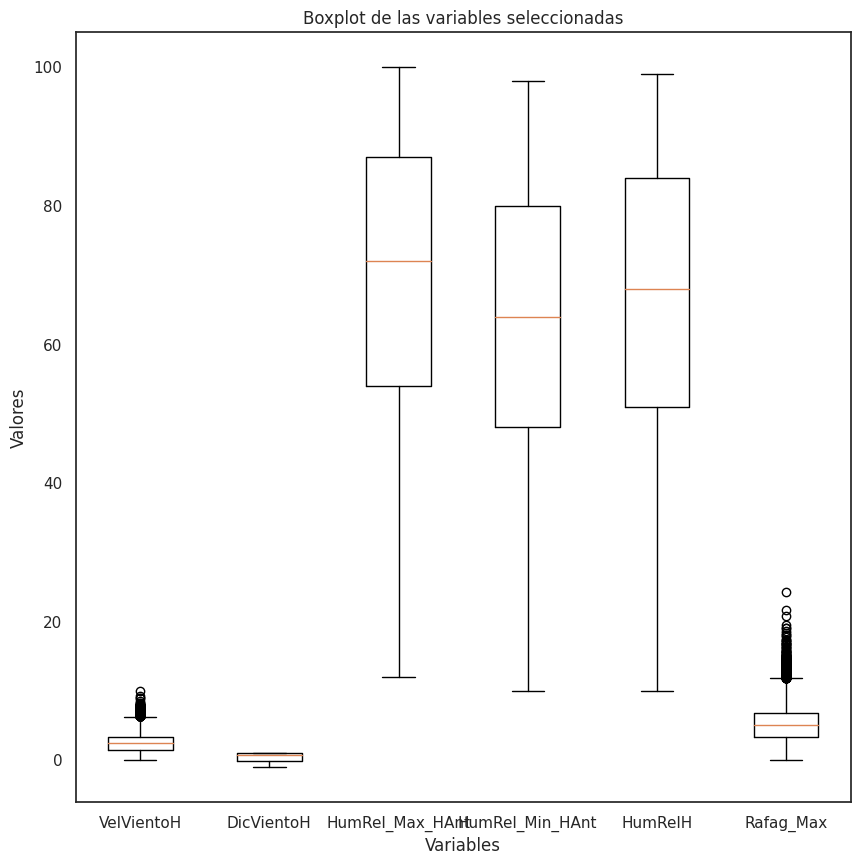 Boxplot de las variables seleccionadas
100
80
60
40
20
0
Valores
VelVientoH DicVientoH HumRel_Max_HAnt HumRel_Min_HAnt HumRelH Rafag_Max
Variables